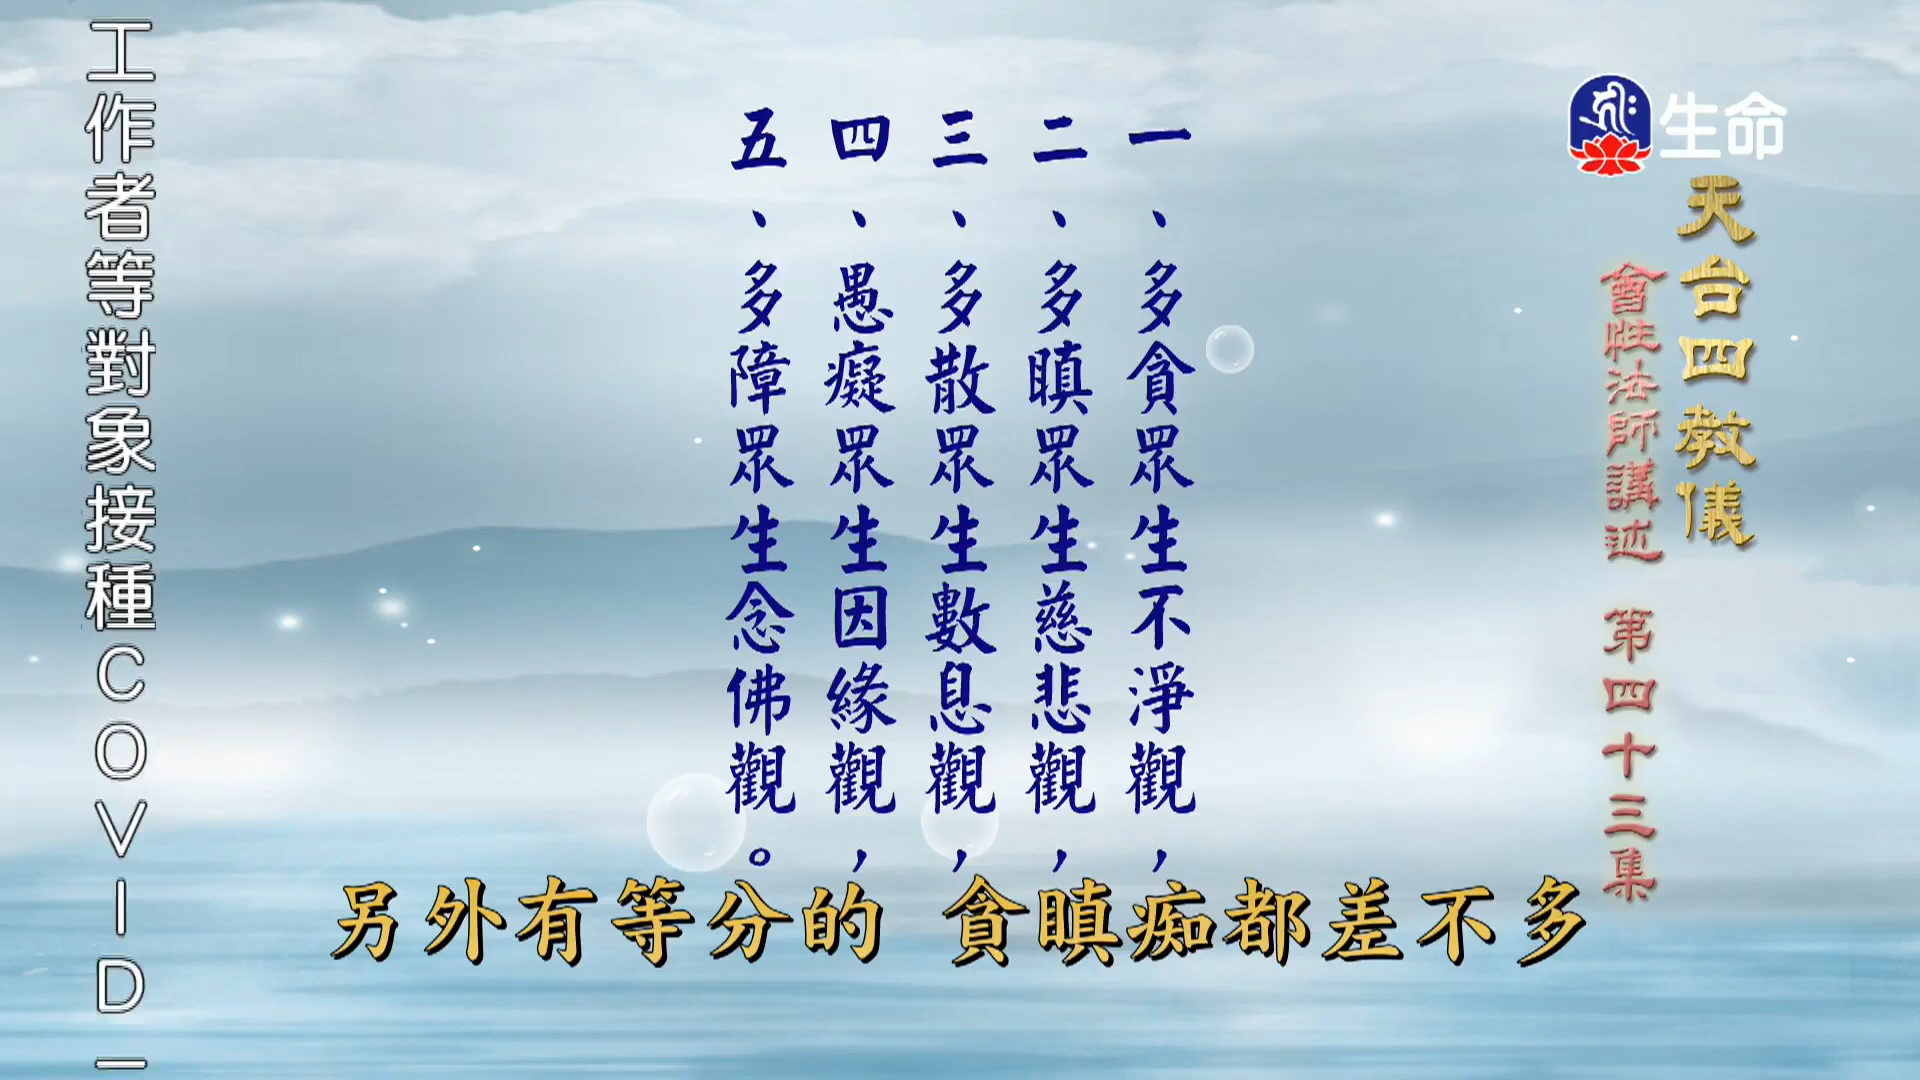 生命
天台四教儀
會性法師講述 第四十三集
一、多貪眾生不淨觀，
二、多瞋眾生慈悲觀，
三、多散眾生數息觀，
四、愚癡眾生因緣觀，
五、多障眾生念佛觀。
工作者等對象接種COVID－
另外有等分的 貪瞋痴都差不多